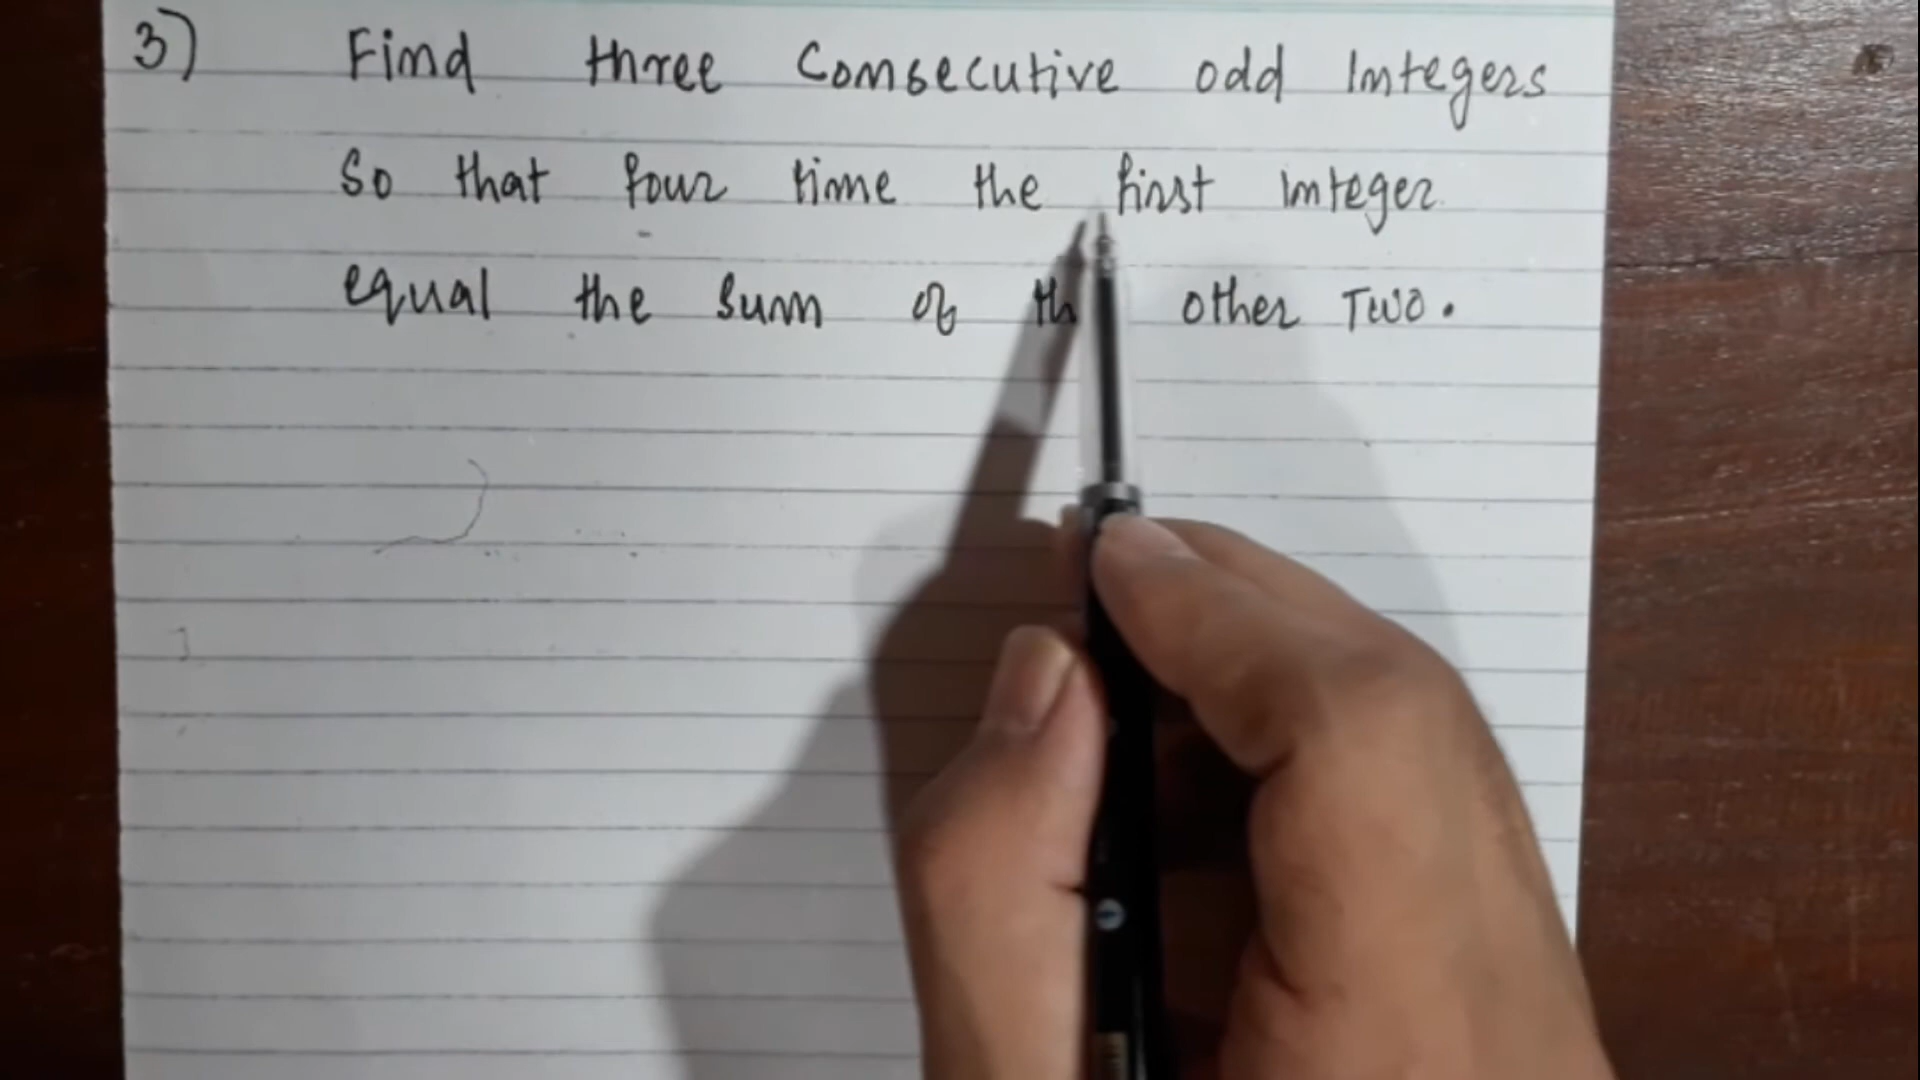 3) Find three Consecutive odd Integers
So that four time the first integer
equal the sum of th other Two.